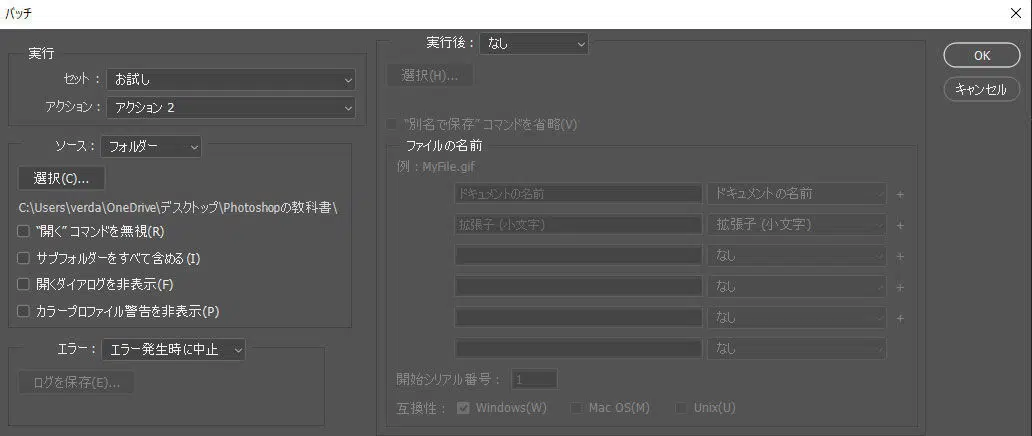 バッチ
実行
セット： お試し
アクション： アクション 2
ソース： フォルダー
選択(C)...
C:\Users\verda\OneDrive\デスクトップ\Photoshopの教科書\
"開く" コマンドを無視(R)
サブフォルダーをすべて含める(I)
開くダイアログを非表示(F)
カラープロファイル警告を非表示(P)
エラー： エラー発生時に中止
ログを保存(E)...
実行後： なし
選択(H)...
"別名で保存" コマンドを省略(V)
ファイルの名前
例：MyFile.gif
ドキュメントの名前 ドキュメントの名前 +
拡張子 (小文字) 拡張子 (小文字) +
なし +
なし +
なし +
なし
開始シリアル番号： 1
互換性： Windows(W) Mac OS(M) Unix(U)
OK
キャンセル